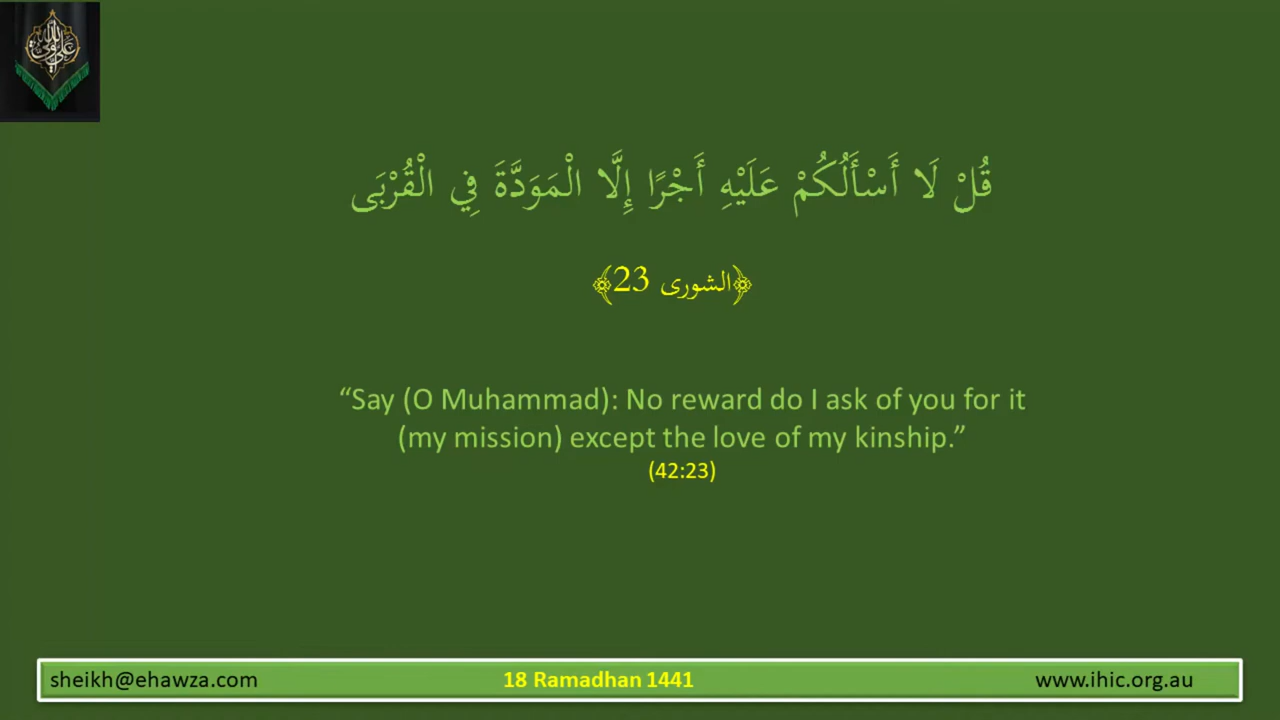 قُلْ لَا أَسْأَلُكُمْ عَلَيْهِ أَجْرًا إِلَّا الْمَوَدَّةَ فِي الْقُرْبَى
﴿الشورى 23﴾
“Say (O Muhammad): No reward do I ask of you for it
(my mission) except the love of my kinship.”
(42:23)
sheikh@ehawza.com 18 Ramadhan 1441 www.ihic.org.au